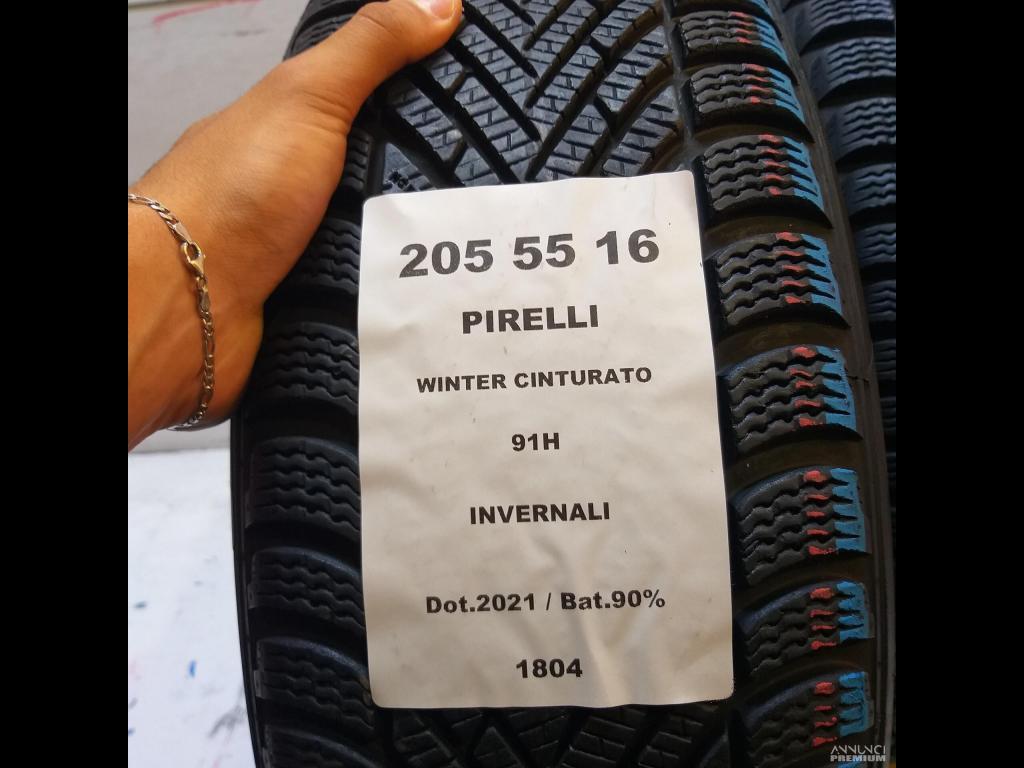 205 55 16
PIRELLI
WINTER CINTURATO
91H
INVERNALI
Dot.2021 / Bat.90%
1804
ANNUNCI
PREMIUM